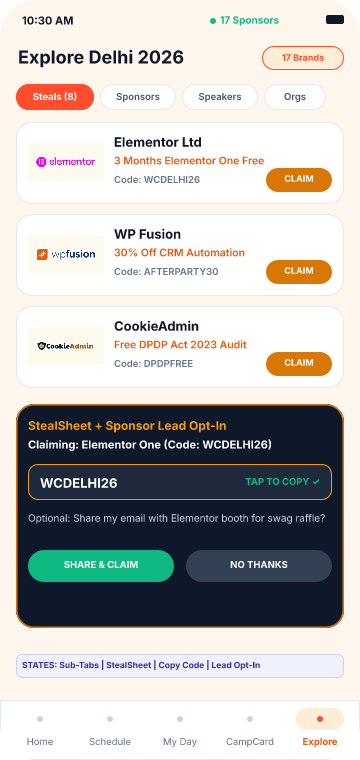 10:30 AM
17 Sponsors
Explore Delhi 2026
17 Brands
Steals (8)
Sponsors
Speakers
Orgs
elementor
Elementor Ltd
3 Months Elementor One Free
Code: WCDELHI26
CLAIM
wpfusion
WP Fusion
30% Off CRM Automation
Code: AFTERPARTY30
CLAIM
CookieAdmin
CookieAdmin
Free DPDP Act 2023 Audit
Code: DPDPFREE
CLAIM
StealSheet + Sponsor Lead Opt-In
Claiming: Elementor One (Code: WCDELHI26)
WCDELHI26
TAP TO COPY ✓
Optional: Share my email with Elementor booth for swag raffle?
SHARE & CLAIM
NO THANKS
STATES: Sub-Tabs | StealSheet | Copy Code | Lead Opt-In
Home
Schedule
My Day
CampCard
Explore